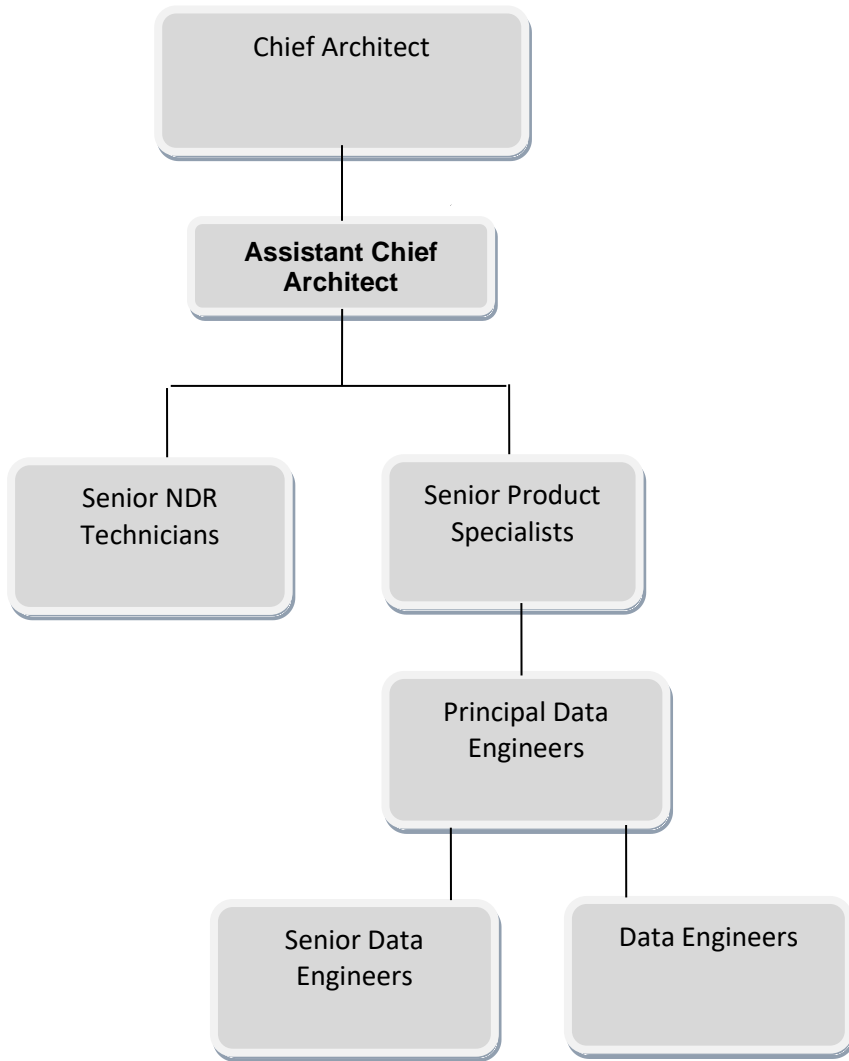 Chief Architect
Assistant Chief
Architect
Senior NDR
Technicians
Senior Product
Specialists
Principal Data
Engineers
Senior Data
Engineers
Data Engineers